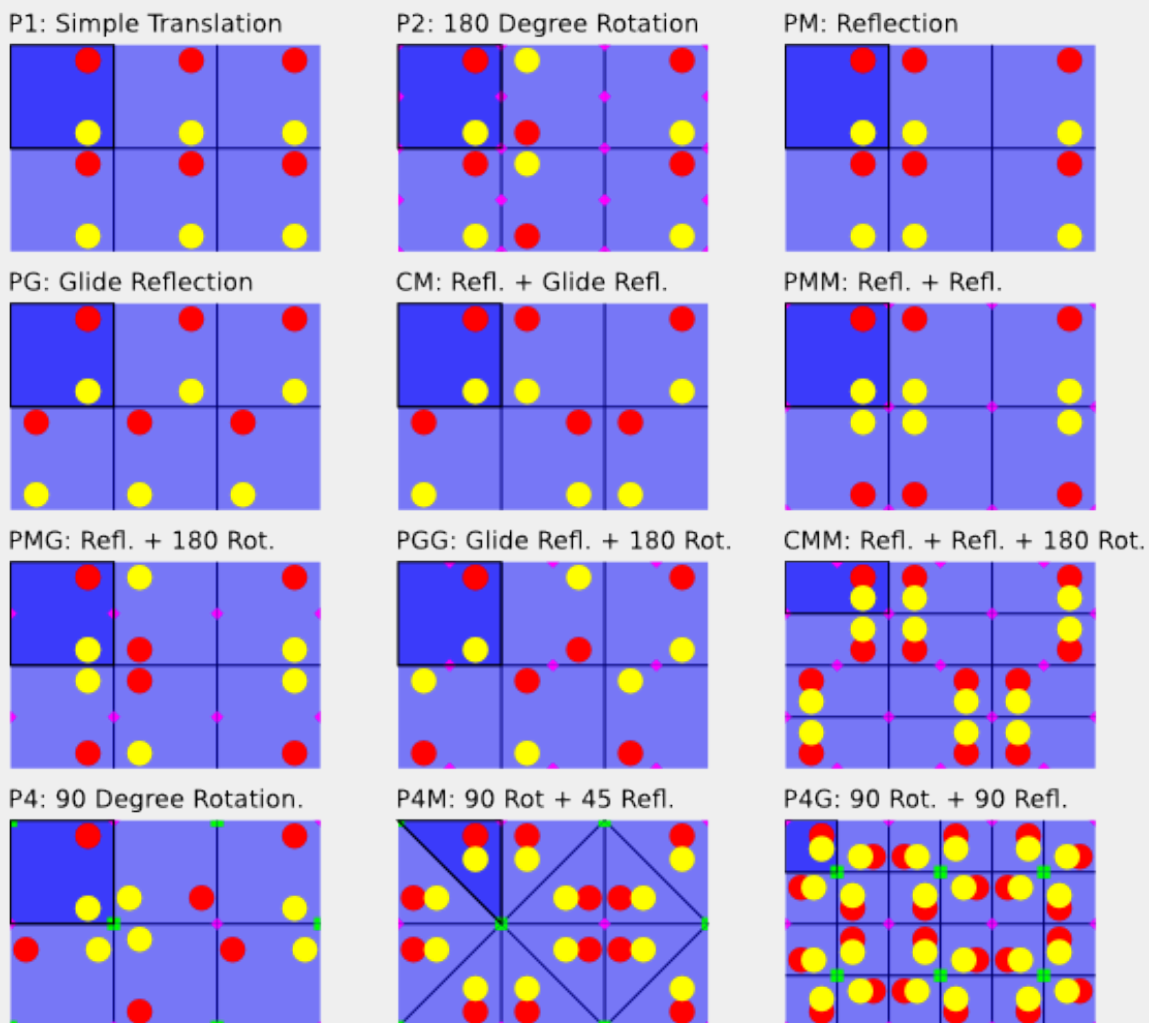 P1: Simple Translation
P2: 180 Degree Rotation
PM: Reflection
PG: Glide Reflection
CM: Refl. + Glide Refl.
PMM: Refl. + Refl.
PMG: Refl. + 180 Rot.
PGG: Glide Refl. + 180 Rot.
CMM: Refl. + Refl. + 180 Rot.
P4: 90 Degree Rotation.
P4M: 90 Rot + 45 Refl.
P4G: 90 Rot. + 90 Refl.